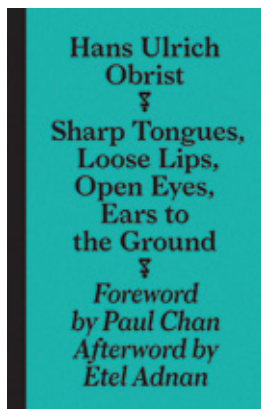 Hans Ulrich
Obrist
Sharp Tongues,
Loose Lips,
Open Eyes,
Ears to
the Ground
Foreword
by Paul Chan
Afterword by
Etel Adnan